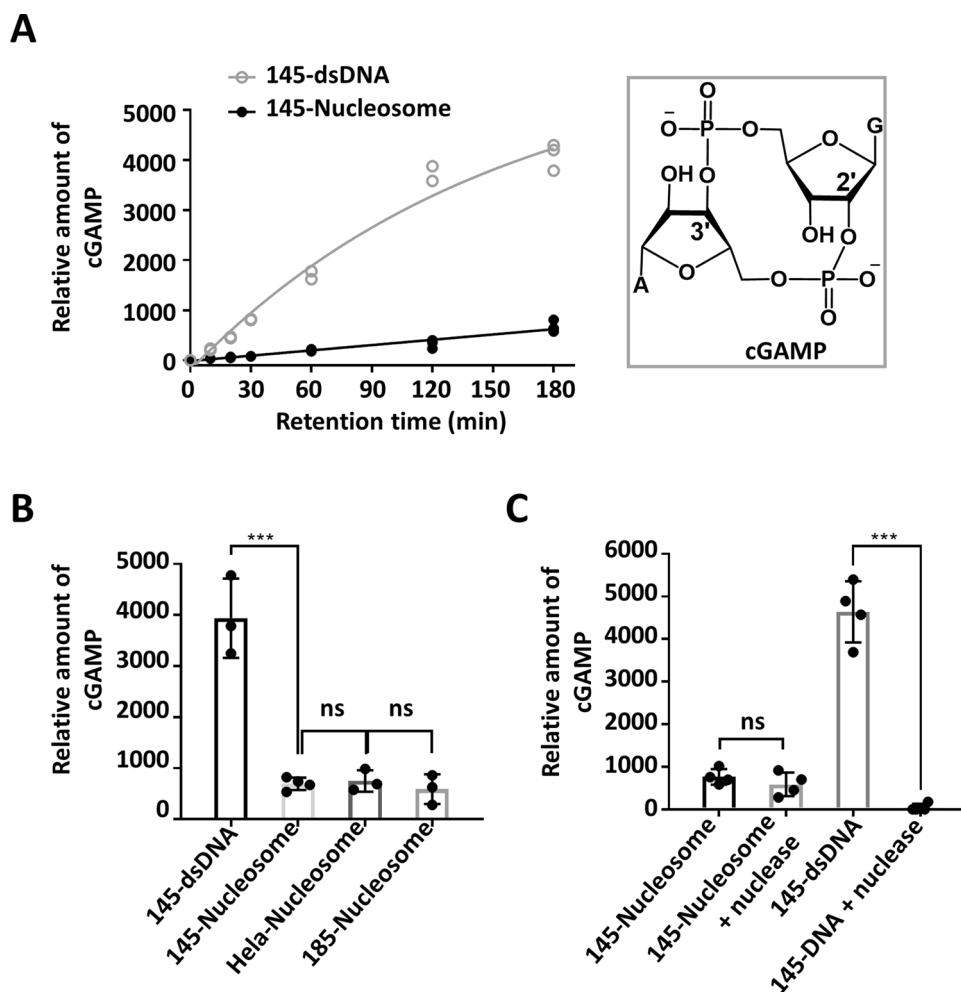 A
145-dsDNA
145-Nucleosome
Relative amount of
cGAMP
5000
4000
3000
2000
1000
0
0
30
60
90
120
150
180
Retention time (min)
O
−
O
P
O
O
G
OH
O
2'
3'
OH
O
O
A
O
P
O
−
O
cGAMP
B
Relative amount of
cGAMP
5000
4000
3000
2000
1000
0
***
ns
ns
145-dsDNA
145-Nucleosome
Hela-Nucleosome
185-Nucleosome
C
Relative amount of
cGAMP
6000
5000
4000
3000
2000
1000
0
ns
***
145-Nucleosome
145-Nucleosome
+ nuclease
145-dsDNA
145-DNA + nuclease